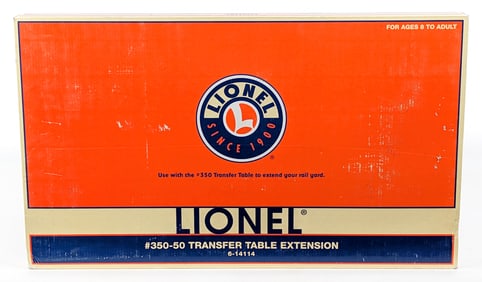 FOR AGES 8 TO ADULT
LIONEL
L
SINCE 1900
®
Use with the #350 Transfer Table to extend your rail yard.
LIONEL®
#350-50 TRANSFER TABLE EXTENSION
6-14114